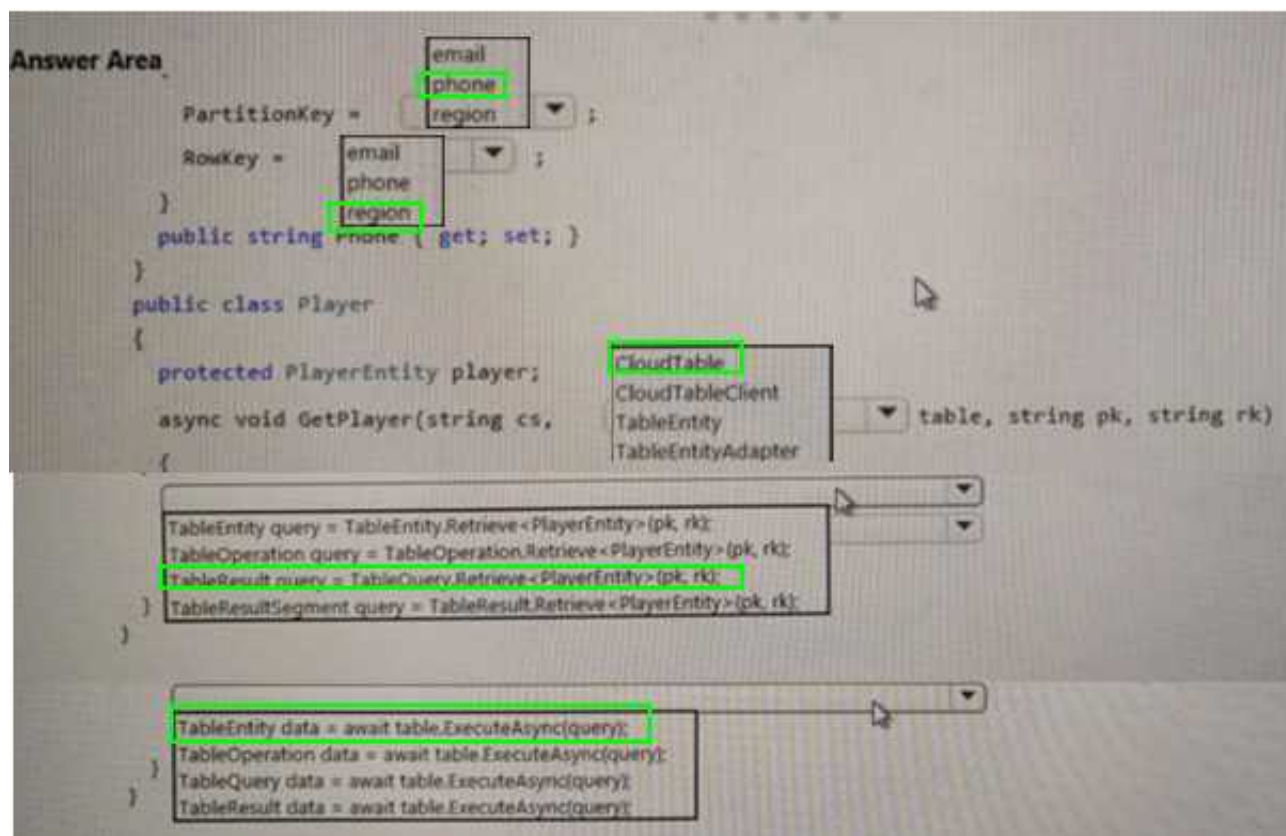 Answer Area
email
phone
PartitionKey = region ;
RowKey = email ;
phone
region
}
public string Phone { get; set; }
}
public class Player
{
CloudTable
protected PlayerEntity player;
CloudTableClient
async void GetPlayer(string cs, TableEntity table, string pk, string rk)
TableEntityAdapter
{
TableEntity query = TableEntity.Retrieve<PlayerEntity>(pk, rk);
TableOperation query = TableOperation.Retrieve<PlayerEntity>(pk, rk);
TableResult query = TableQuery.Retrieve<PlayerEntity>(pk, rk);
} TableResultSegment query = TableResult.Retrieve<PlayerEntity>(pk, rk);
}
TableEntity data = await table.ExecuteAsync(query);
TableOperation data = await table.ExecuteAsync(query);
} TableQuery data = await table.ExecuteAsync(query);
} TableResult data = await table.ExecuteAsync(query);